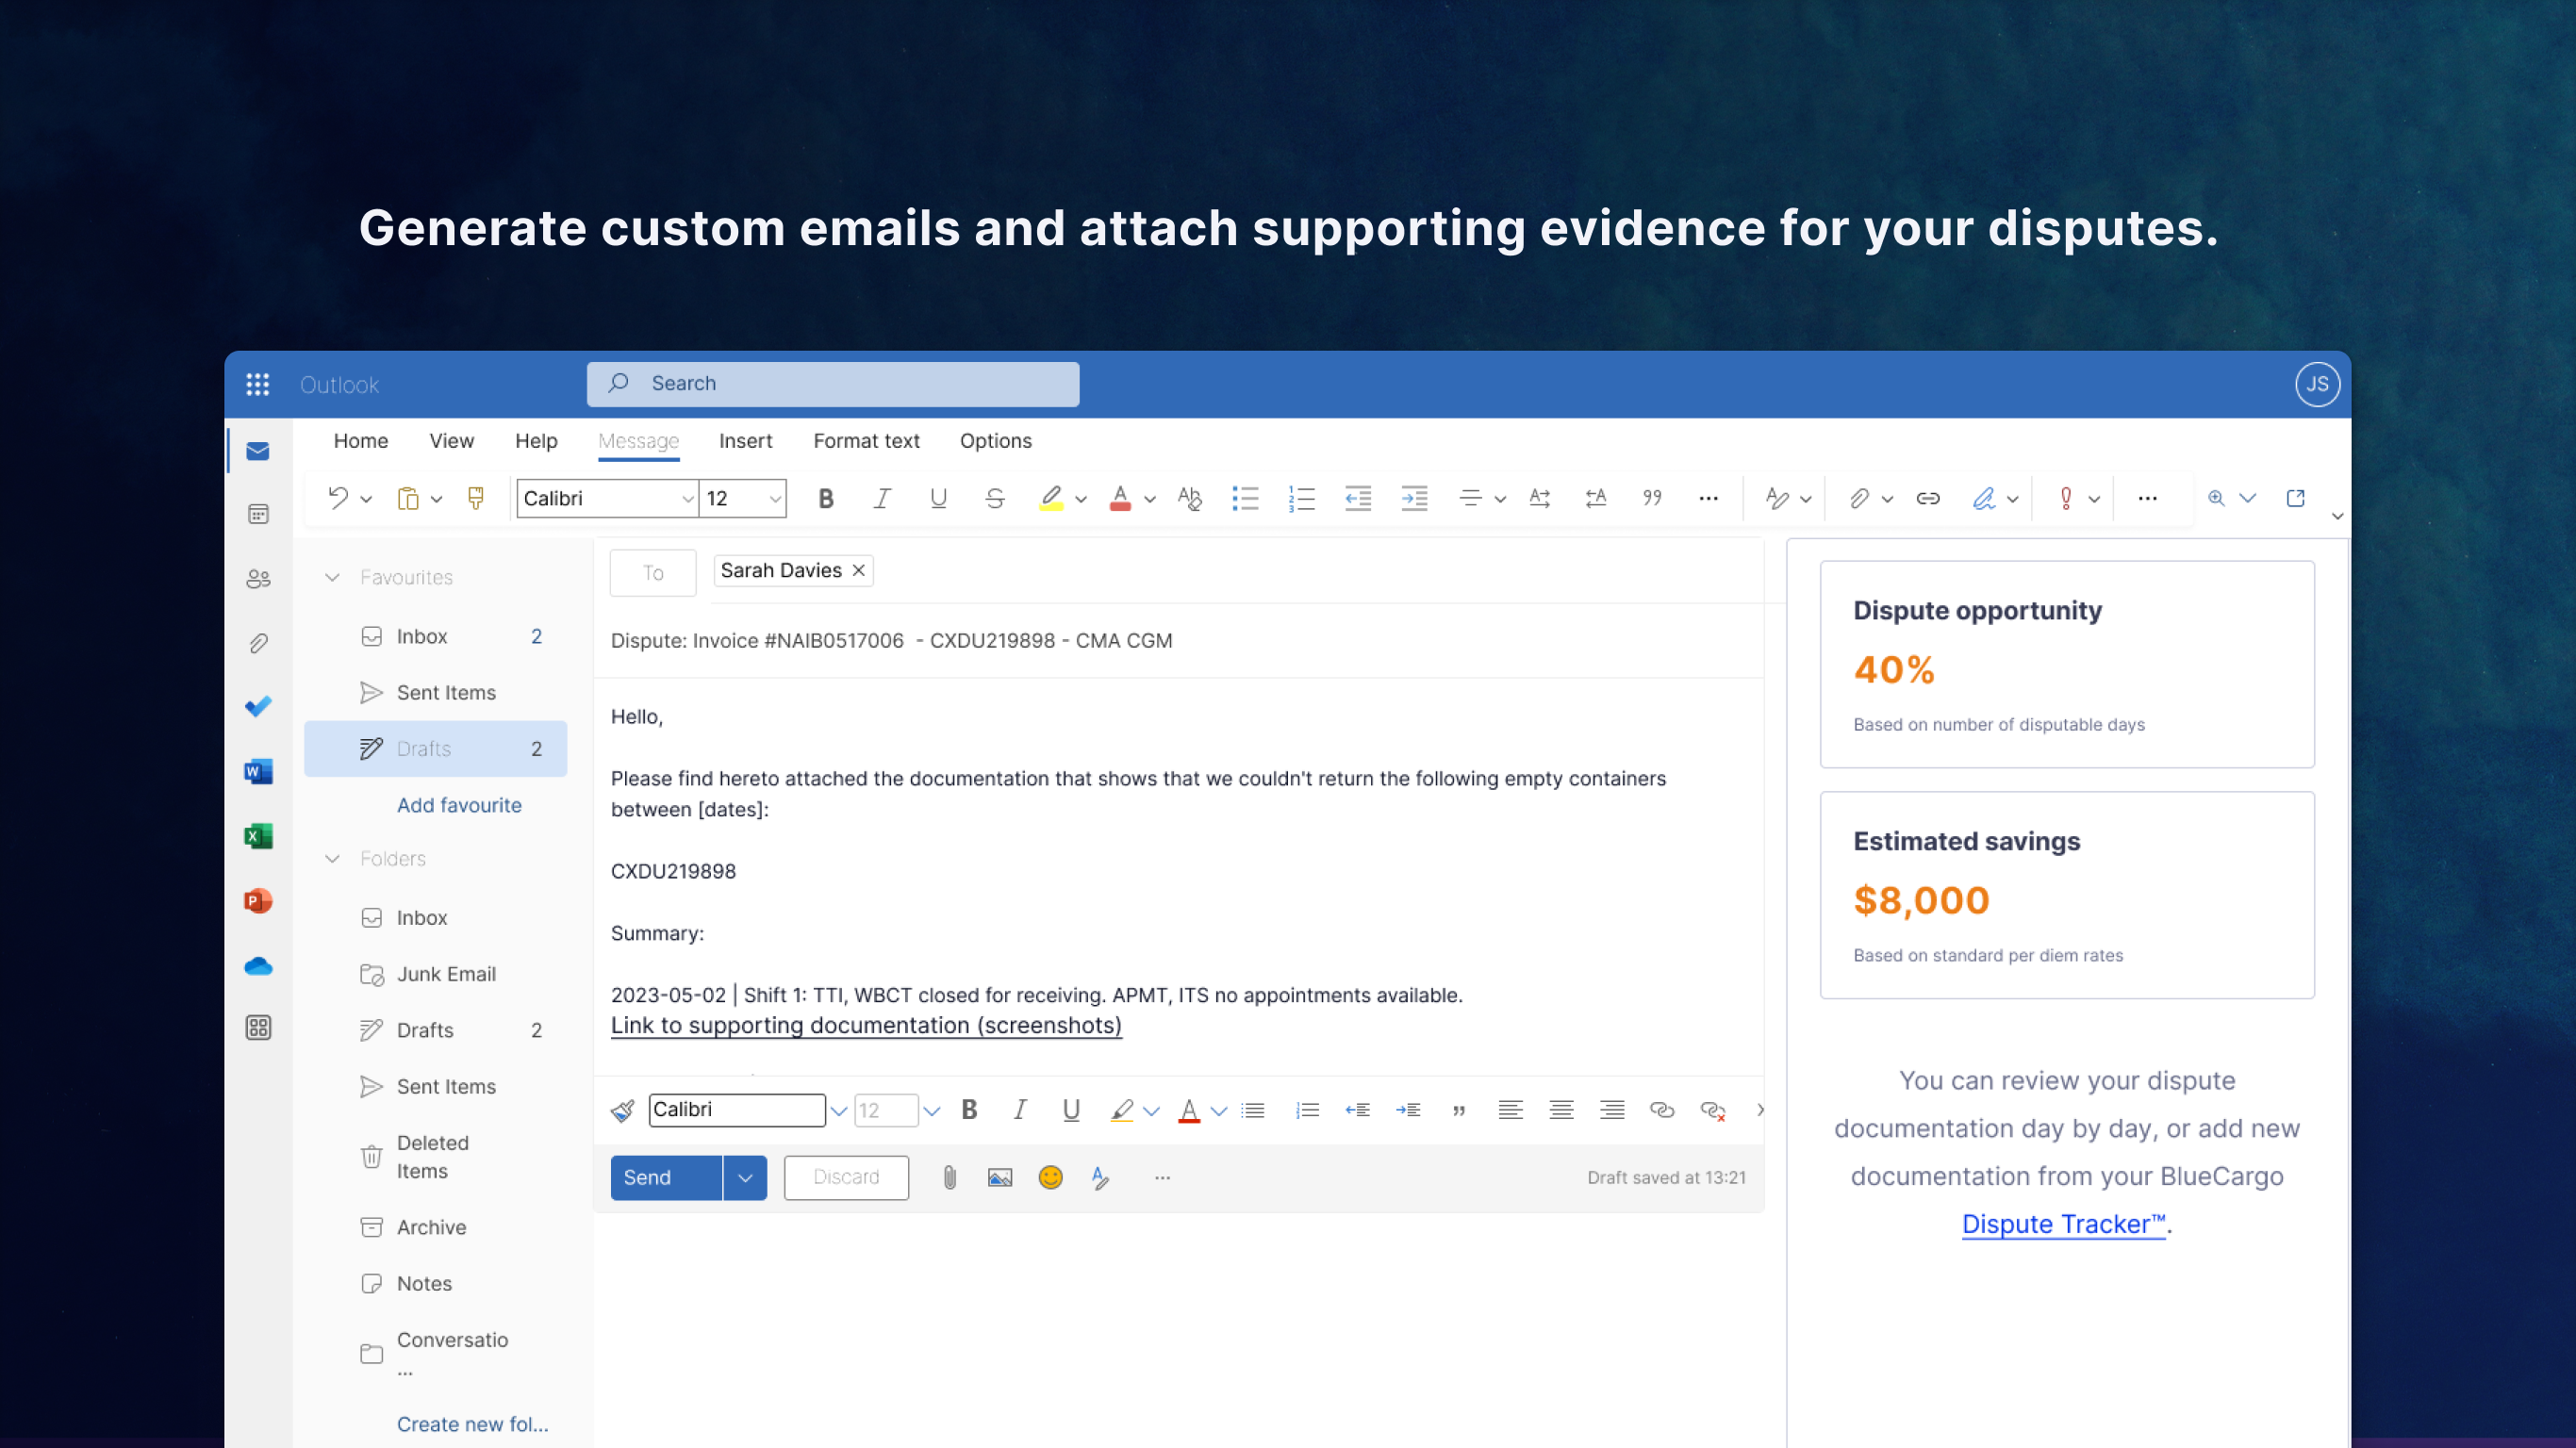 Generate custom emails and attach supporting evidence for your disputes.
Outlook
Search
JS
Home View Help Message Insert Format text Options
Calibri 12
Favourites
Inbox 2
Sent Items
Drafts 2
Add favourite
Folders
Inbox
Junk Email
Drafts 2
Sent Items
Deleted
Items
Archive
Notes
Conversatio
...
Create new fol...
To Sarah Davies
Dispute: Invoice #NAIB0517006 - CXDU219898 - CMA CGM
Hello,
Please find hereto attached the documentation that shows that we couldn't return the following empty containers
between [dates]:
CXDU219898
Summary:
2023-05-02 | Shift 1: TTI, WBCT closed for receiving. APMT, ITS no appointments available.
Link to supporting documentation (screenshots)
Calibri 12
Send Discard Draft saved at 13:21
Dispute opportunity
40%
Based on number of disputable days
Estimated savings
$8,000
Based on standard per diem rates
You can review your dispute
documentation day by day, or add new
documentation from your BlueCargo
Dispute Tracker™.